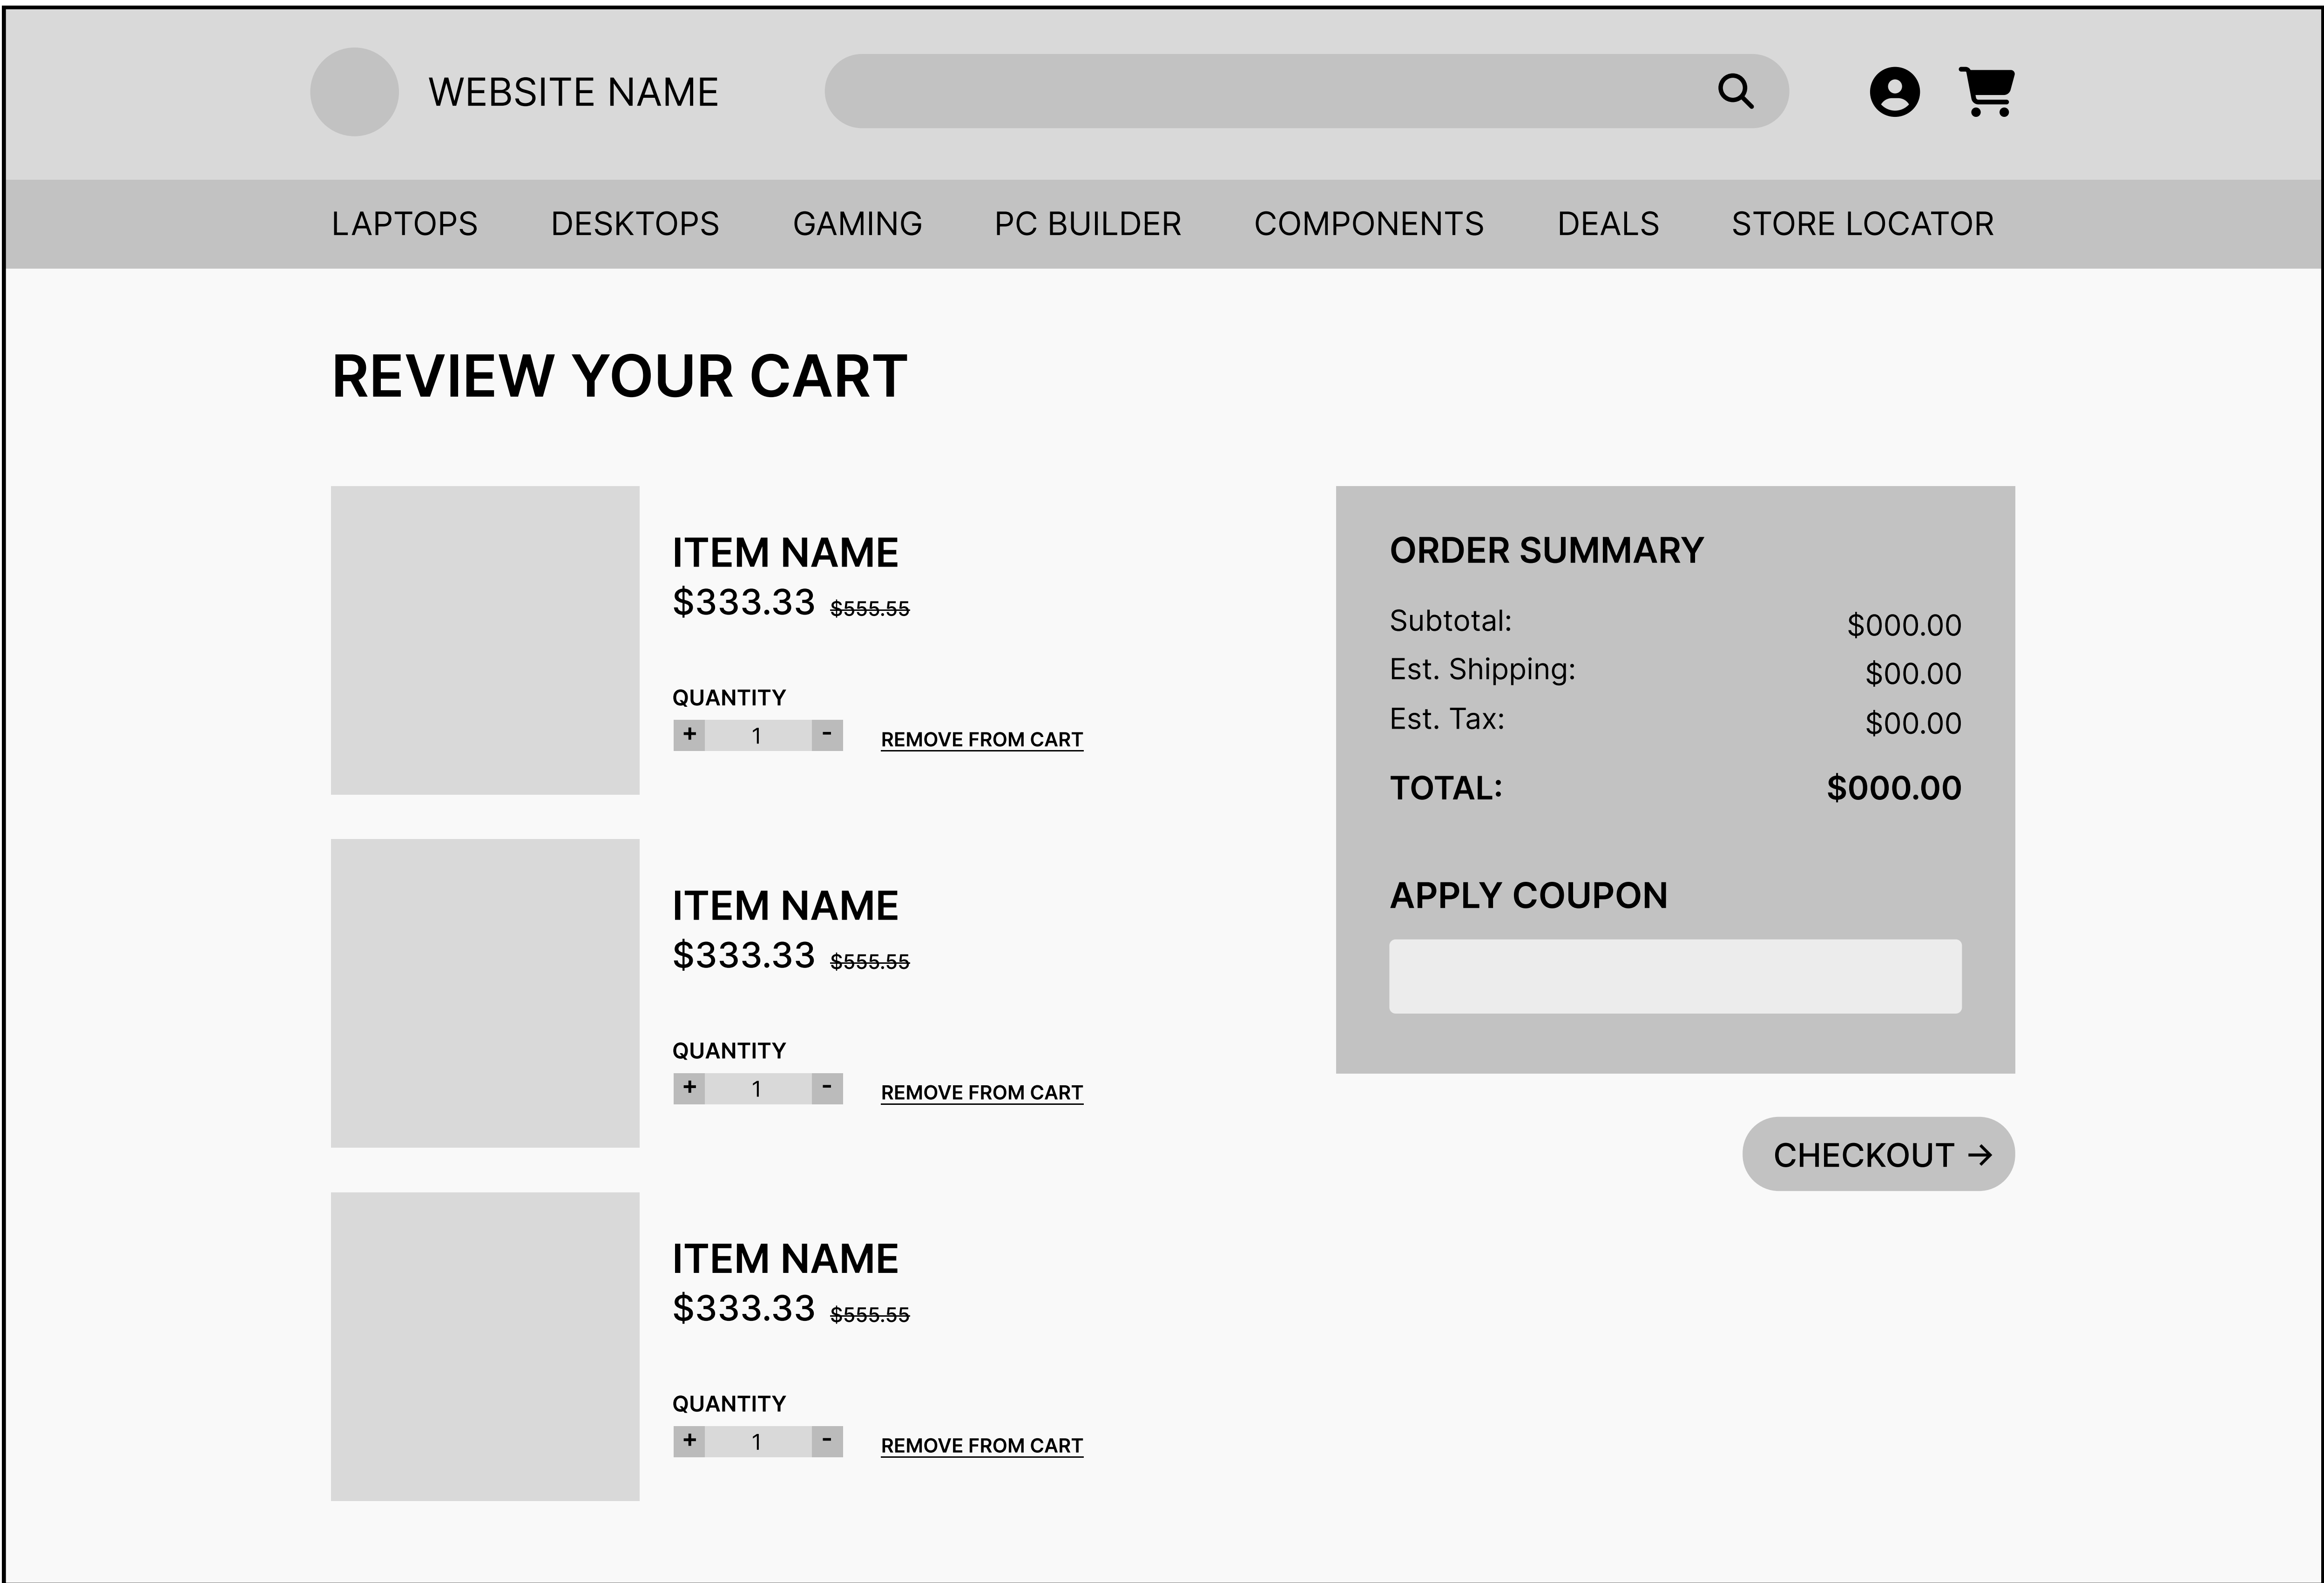 WEBSITE NAME
LAPTOPS DESKTOPS GAMING PC BUILDER COMPONENTS DEALS STORE LOCATOR
REVIEW YOUR CART
ITEM NAME
$333.33 $555.55
QUANTITY
+ 1 - REMOVE FROM CART
ITEM NAME
$333.33 $555.55
QUANTITY
+ 1 - REMOVE FROM CART
ITEM NAME
$333.33 $555.55
QUANTITY
+ 1 - REMOVE FROM CART
ORDER SUMMARY
Subtotal: $000.00
Est. Shipping: $00.00
Est. Tax: $00.00
TOTAL: $000.00
APPLY COUPON
CHECKOUT →